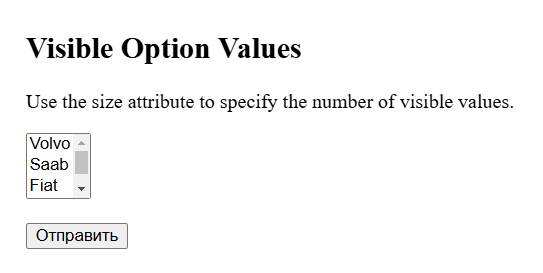 Visible Option Values
Use the size attribute to specify the number of visible values.
Volvo
Saab
Fiat
Отправить